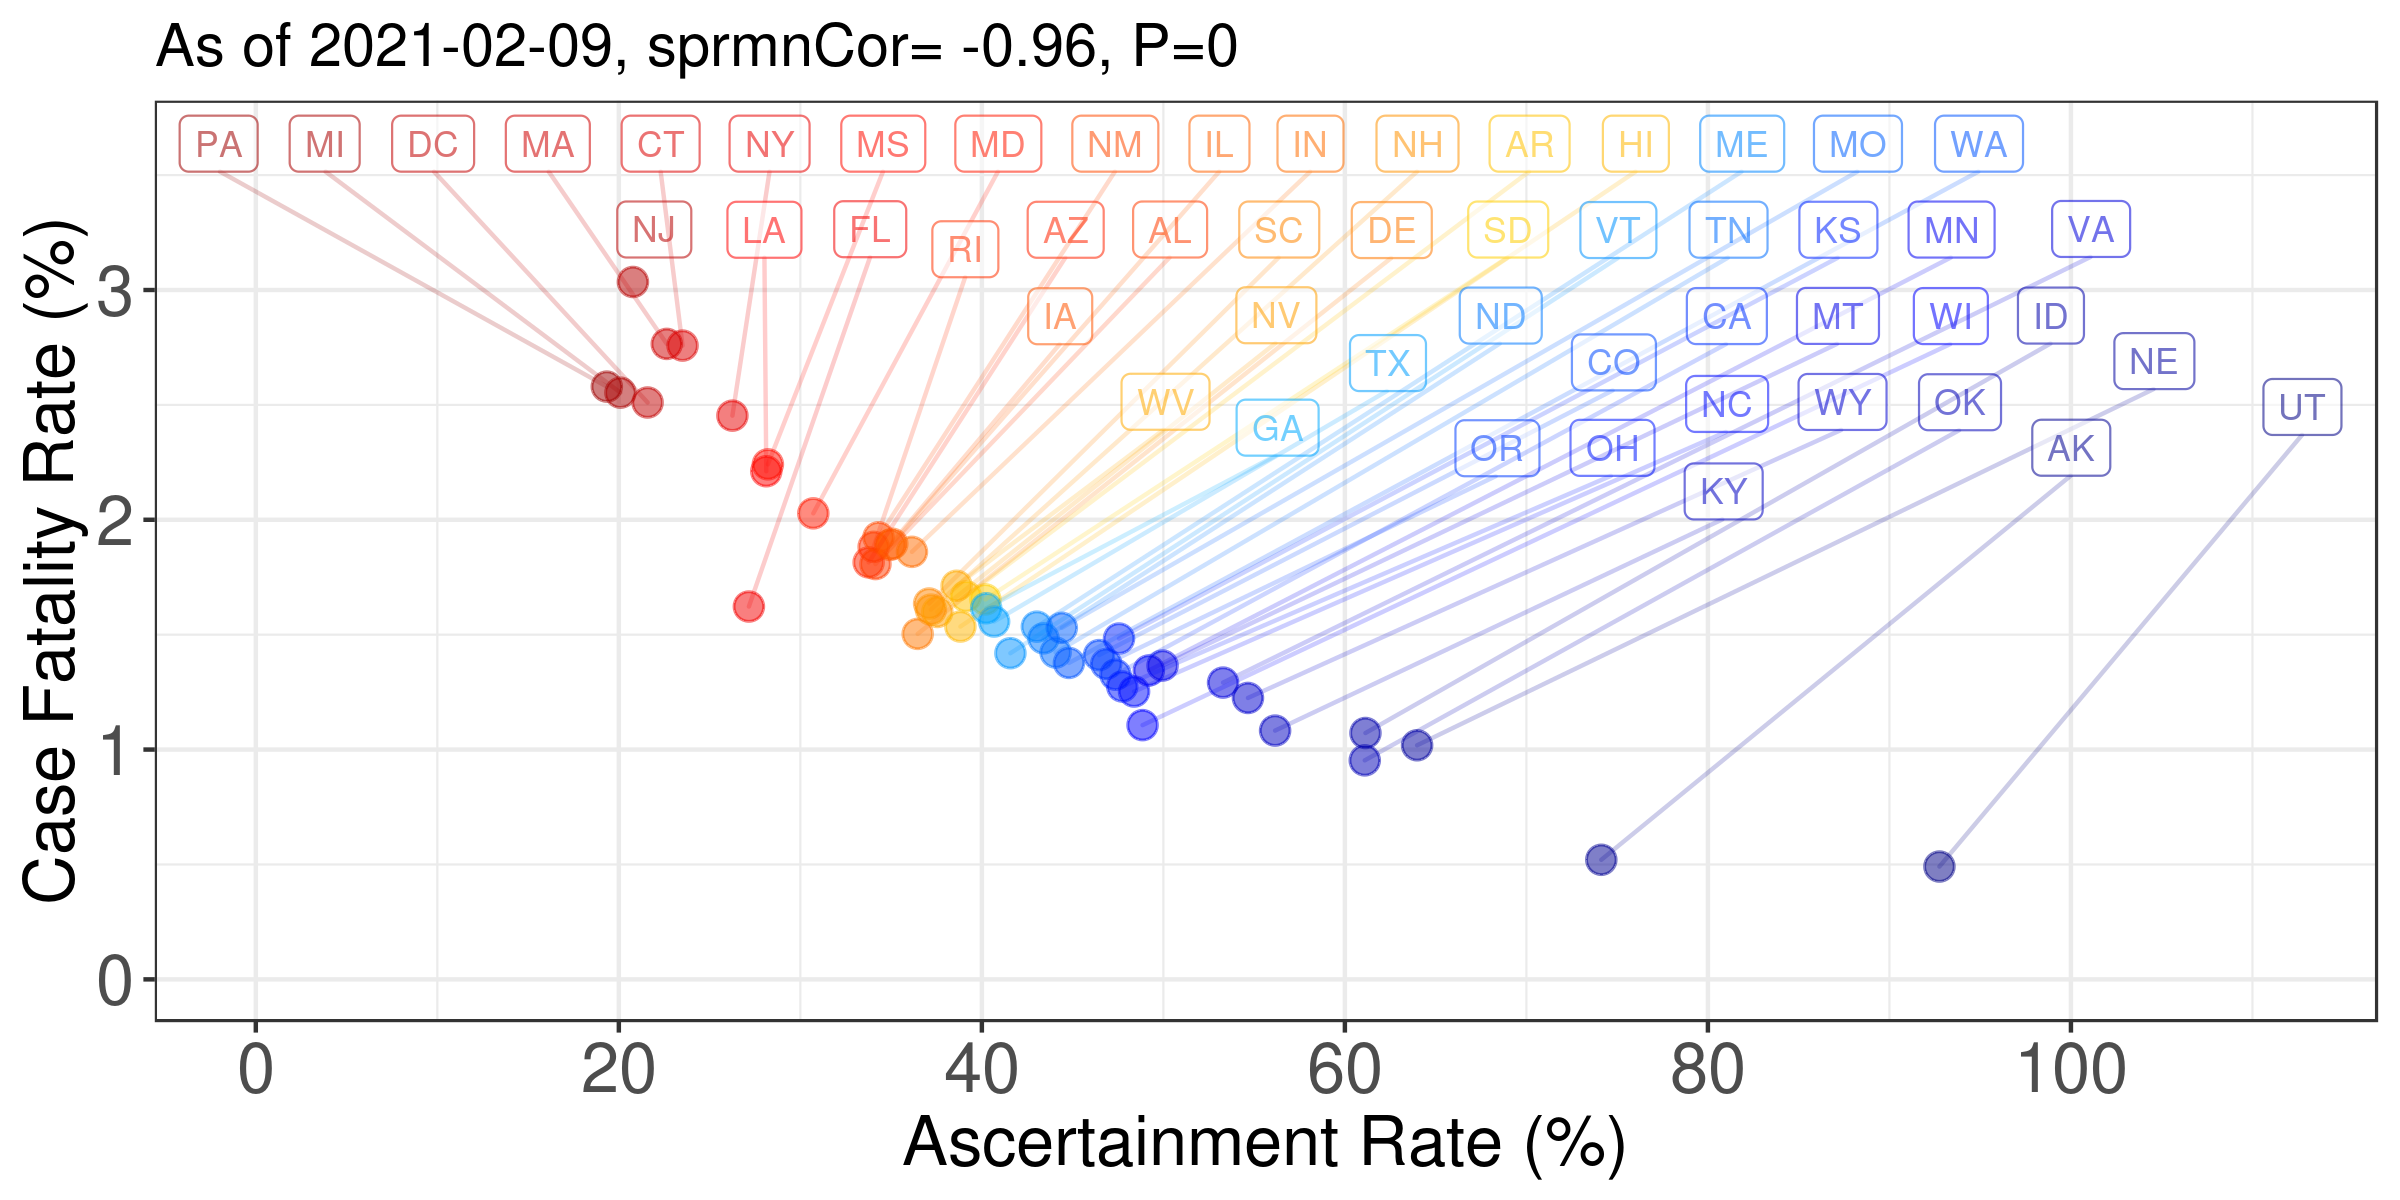 As of 2021-02-09, sprmnCor= -0.96, P=0
PA MI DC MA CT NY MS MD NM IL IN NH AR HI ME MO WA
NJ LA FL RI AZ AL SC DE SD VT TN KS MN VA
IA NV ND CA MT WI ID
TX CO NE
WV GA NC WY OK UT
OR OH AK
KY
Case Fatality Rate (%)
3
2
1
0
0 20 40 60 80 100
Ascertainment Rate (%)